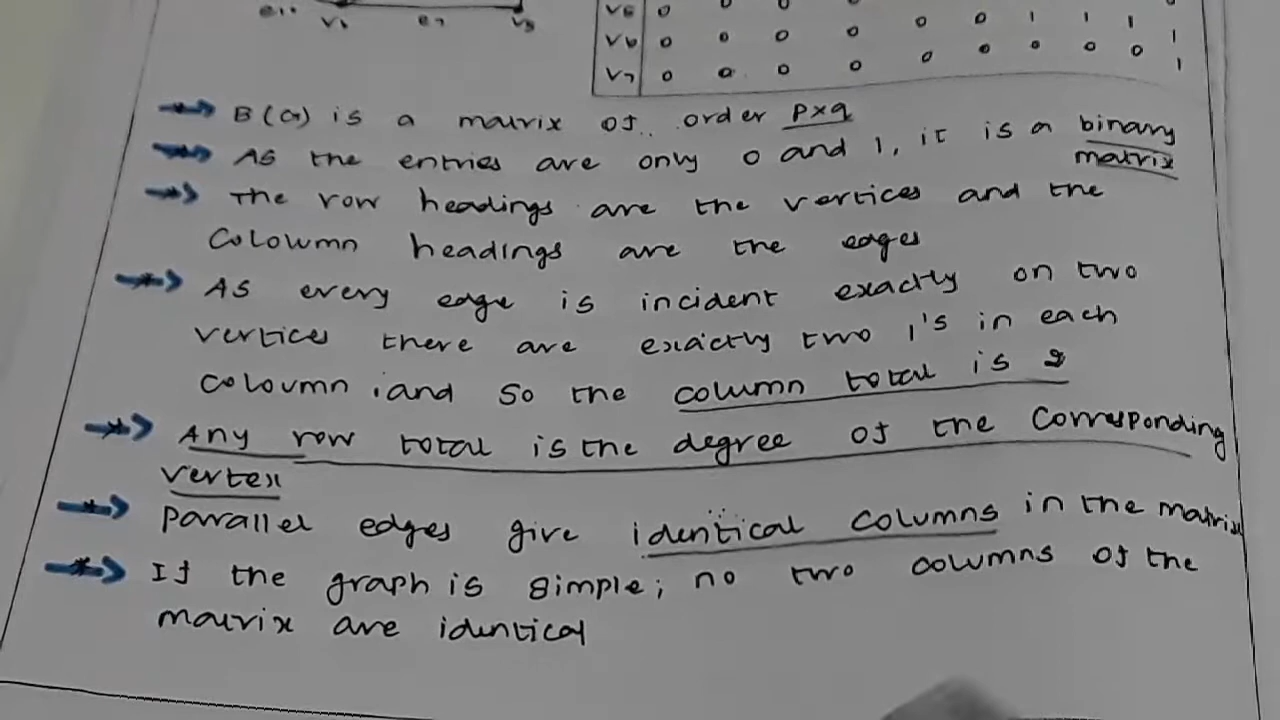 e₁₀ v₁ e₇ v₅
v₅ 0 0 0 0 0 0 1 1 1 0
v₆ 0 0 0 0 0 0 0 0 0 1
v₇ 0 0 0 0 0 0 0 0 0 1
B(G) is a matrix of order p×q
As the entries are only 0 and 1, it is a binary
matrix
The row headings are the vertices and the
Colowmn headings are the edges
As every edge is incident exactly on two
vertices there are exactly two 1's in each
coloumn and so the column total is 2
Any row total is the degree of the corresponding
vertex
Parallel edges give identical columns in the matrix
If the graph is simple; no two columns of the
matrix are identical